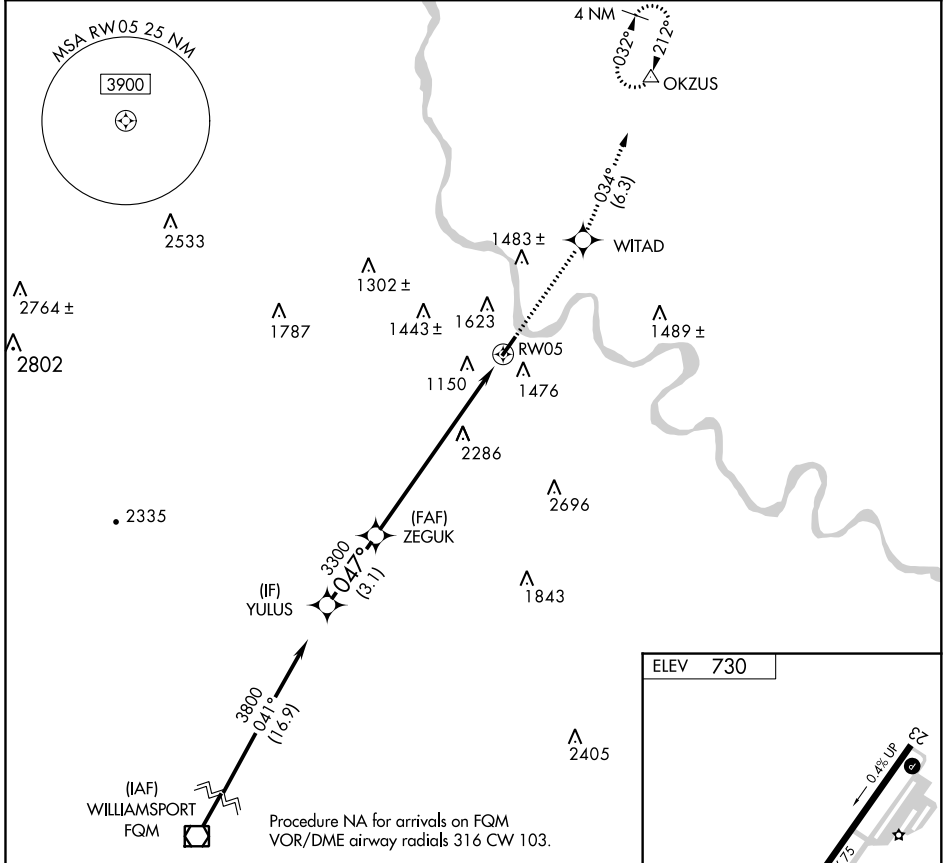 MSA RW05 25 NM
3900
4 NM
032°
212°
OKZUS
034°
(6.3)
2533
1483 ±
WITAD
2764 ±
1302 ±
1787
1443 ±
1623
1489 ±
2802
RW05
1150
1476
2286
2335
(FAF)
ZEGUK
2696
3300
047°
(3.1)
(IF)
YULUS
1843
ELEV 730
3800
041°
(16.9)
2405
23
0.4% UP
P
(IAF)
WILLIAMSPORT
FQM
Procedure NA for arrivals on FQM
VOR/DME airway radials 316 CW 103.